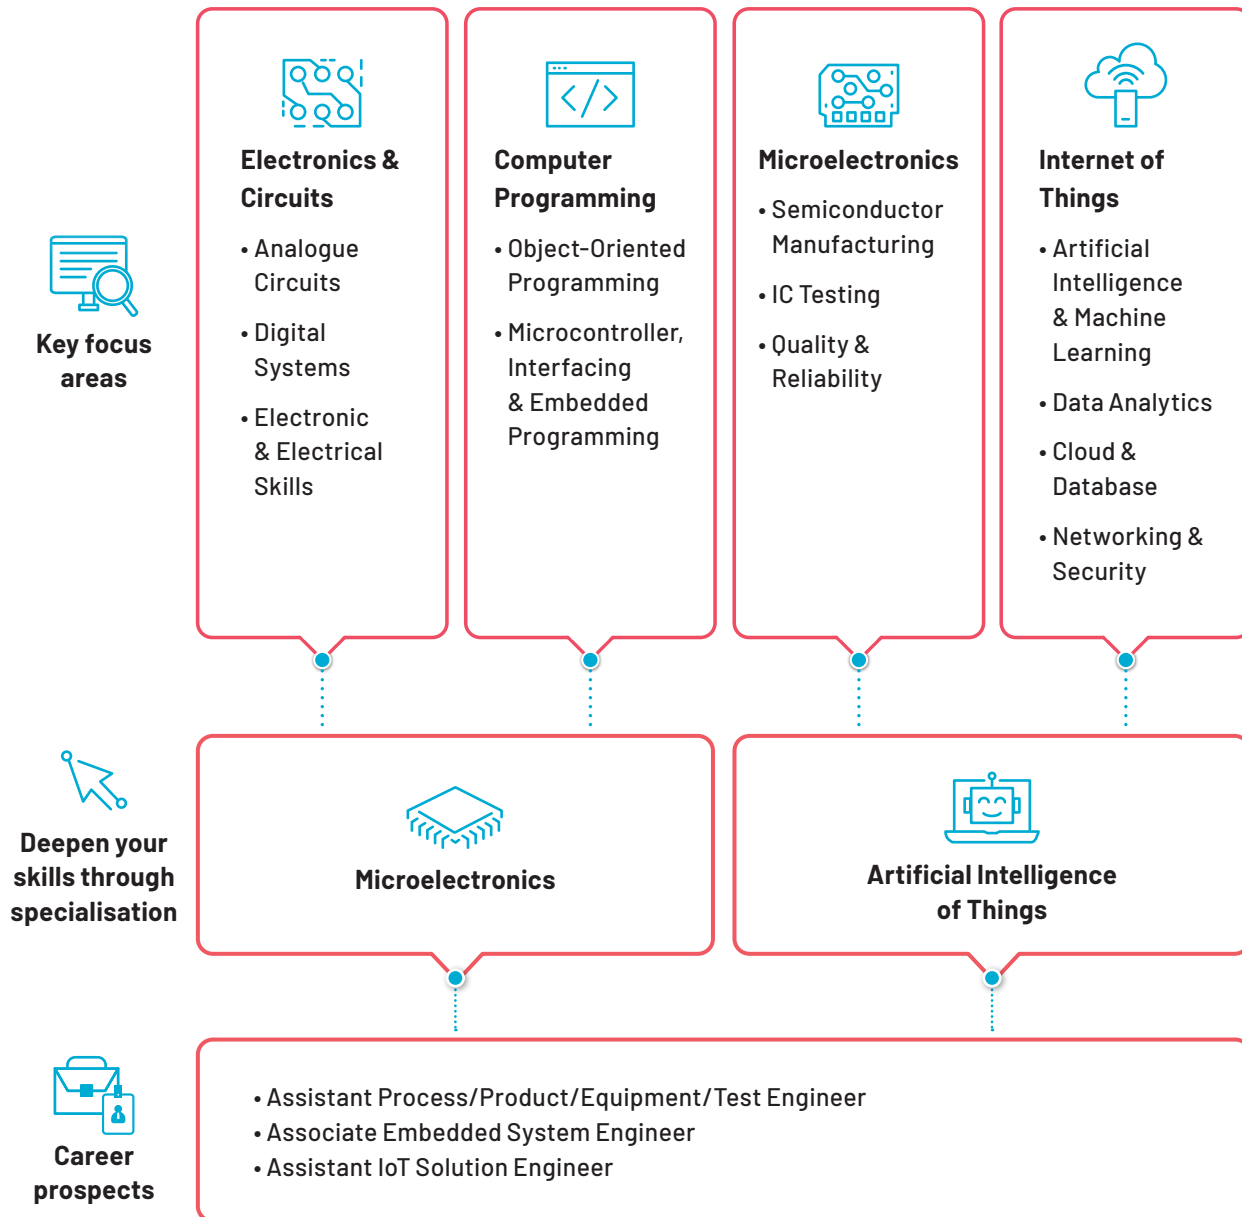 Key focus
areas
Electronics &
Circuits
• Analogue
Circuits
• Digital
Systems
• Electronic
& Electrical
Skills
Computer
Programming
• Object-Oriented
Programming
• Microcontroller,
Interfacing
& Embedded
Programming
Microelectronics
• Semiconductor
Manufacturing
• IC Testing
• Quality &
Reliability
Internet of
Things
• Artificial
Intelligence
& Machine
Learning
• Data Analytics
• Cloud &
Database
• Networking &
Security
Deepen your
skills through
specialisation
Microelectronics
Artificial Intelligence
of Things
Career
prospects
• Assistant Process/Product/Equipment/Test Engineer
• Associate Embedded System Engineer
• Assistant IoT Solution Engineer